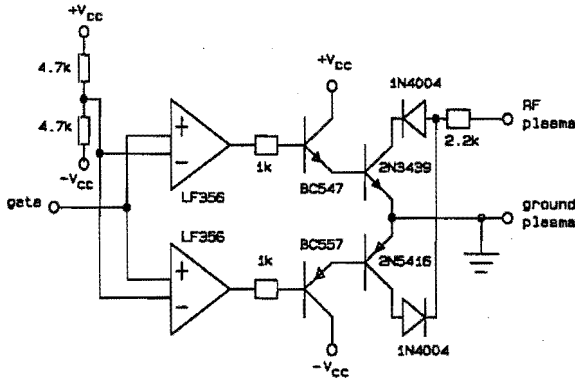 +Vcc
4.7k
4.7k
-Vcc
gate
+
-
LF356
LF356
+
-
1k
1k
+Vcc
BC547
BC557
-Vcc
1N4004
2N3439
2N5416
1N4004
2.2k
RF
plasma
ground
plasma